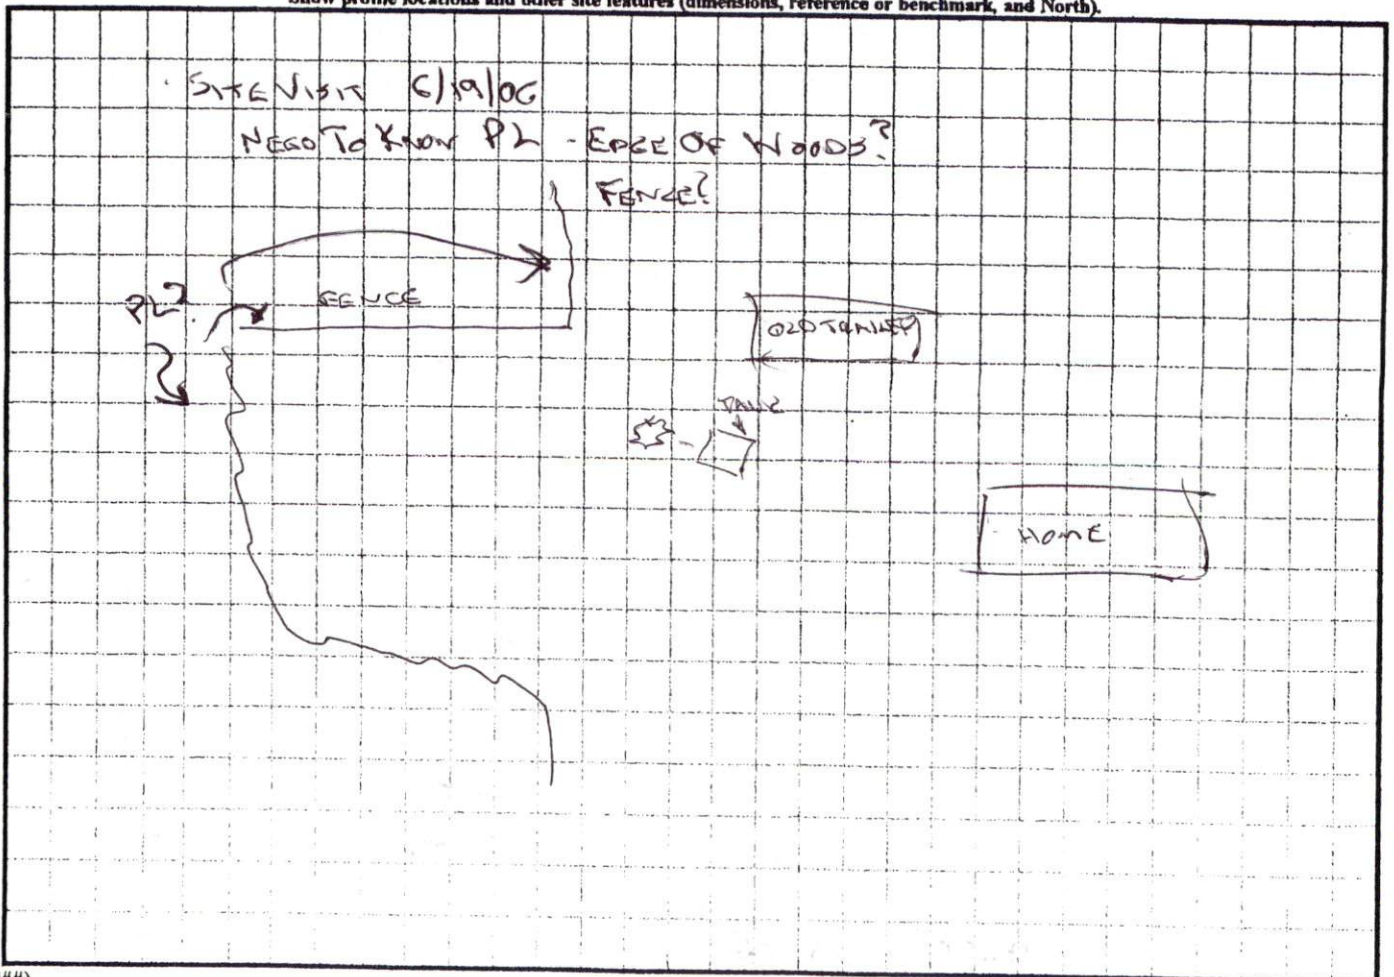 Show profile locations and other site features (dimensions, reference or benchmark, and North).
SITE VISIT 6/19/06
NEED TO KNOW PL - EDGE OF WOODS?
FENCE?
PL?
FENCE
OLD TRAILER
TANK
HOME